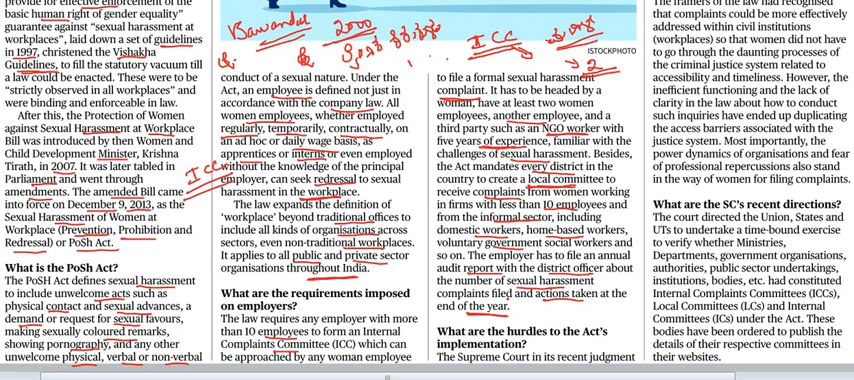 provide for effective enforcement of the
basic human right of gender equality"
guarantee against "sexual harassment at
workplaces", laid down a set of guidelines
in 1997, christened the Vishakha
Guidelines, to fill the statutory vacuum till
a law could be enacted. These were to be
"strictly observed in all workplaces" and
were binding and enforceable in law.
After this, the Protection of Women
against Sexual Harassment at Workplace
Bill was introduced by then Women and
Child Development Minister, Krishna
Tirath, in 2007. It was later tabled in
Parliament and went through
amendments. The amended Bill came
into force on December 9, 2013, as the
Sexual Harassment of Women at
Workplace (Prevention, Prohibition and
Redressal) or PoSh Act.
What is the PoSh Act?
The PoSH Act defines sexual harassment
to include unwelcome acts such as
physical contact and sexual advances, a
demand or request for sexual favours,
making sexually coloured remarks,
showing pornography, and any other
unwelcome physical, verbal or non-verbal
2000
ICC
2
ICC
ISTOCKPHOTO
conduct of a sexual nature. Under the
Act, an employee is defined not just in
accordance with the company law. All
women employees, whether employed
regularly, temporarily, contractually, on
an ad hoc or daily wage basis, as
apprentices or interns or even employed
without the knowledge of the principal
employer, can seek redressal to sexual
harassment in the workplace.
The law expands the definition of
'workplace' beyond traditional offices to
include all kinds of organisations across
sectors, even non-traditional workplaces.
It applies to all public and private sector
organisations throughout India.
What are the requirements imposed
on employers?
The law requires any employer with more
than 10 employees to form an Internal
Complaints Committee (ICC) which can
be approached by any woman employee
to file a formal sexual harassment
complaint. It has to be headed by a
woman, have at least two women
employees, another employee, and a
third party such as an NGO worker with
five years of experience, familiar with the
challenges of sexual harassment. Besides,
the Act mandates every district in the
country to create a local committee to
receive complaints from women working
in firms with less than 10 employees and
from the informal sector, including
domestic workers, home-based workers,
voluntary government social workers and
so on. The employer has to file an annual
audit report with the district officer about
the number of sexual harassment
complaints filed and actions taken at the
end of the year.
What are the hurdles to the Act's
implementation?
The Supreme Court in its recent judgment
The framers of the law had recognised
that complaints could be more effectively
addressed within civil institutions
(workplaces) so that women did not have
to go through the daunting processes of
the criminal justice system related to
accessibility and timeliness. However, the
inefficient functioning and the lack of
clarity in the law about how to conduct
such inquiries have ended up duplicating
the access barriers associated with the
justice system. Most importantly, the
power dynamics of organisations and fear
of professional repercussions also stand
in the way of women for filing complaints.
What are the SC's recent directions?
The court directed the Union, States and
UTs to undertake a time-bound exercise
to verify whether Ministries,
Departments, government organisations,
authorities, public sector undertakings,
institutions, bodies, etc. had constituted
Internal Complaints Committees (ICCs),
Local Committees (LCs) and Internal
Committees (ICs) under the Act. These
bodies have been ordered to publish the
details of their respective committees in
their websites.